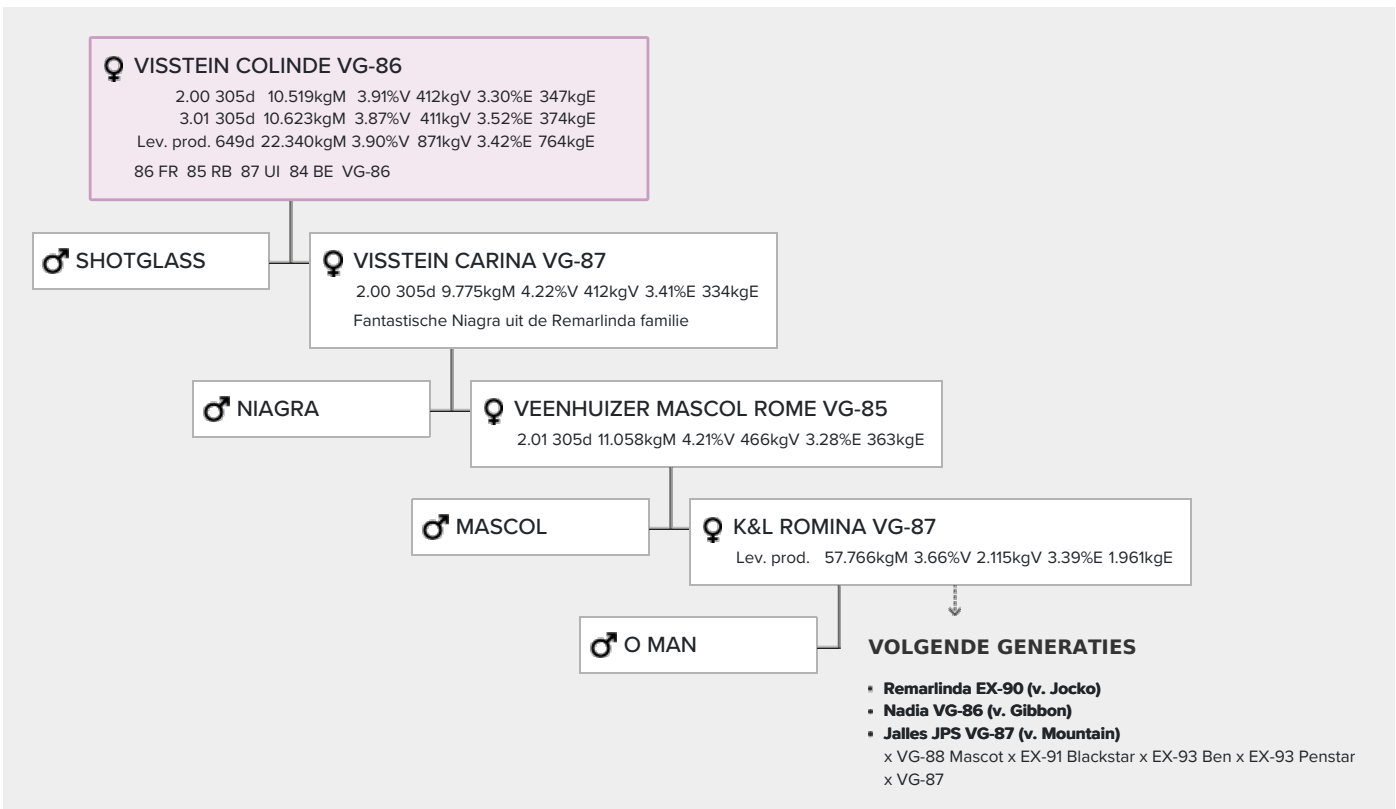 VISSTEIN COLINDE VG-86
2.00 305d 10.519kgM 3.91%V 412kgV 3.30%E 347kgE
3.01 305d 10.623kgM 3.87%V 411kgV 3.52%E 374kgE
Lev. prod. 649d 22.340kgM 3.90%V 871kgV 3.42%E 764kgE
86 FR 85 RB 87 UI 84 BE VG-86
SHOTGLASS
VISSTEIN CARINA VG-87
2.00 305d 9.775kgM 4.22%V 412kgV 3.41%E 334kgE
Fantastische Niagra uit de Remarlinda familie
NIAGRA
VEENHUIZER MASCOL ROME VG-85
2.01 305d 11.058kgM 4.21%V 466kgV 3.28%E 363kgE
MASCOL
K&L ROMINA VG-87
Lev. prod. 57.766kgM 3.66%V 2.115kgV 3.39%E 1.961kgE
O MAN
VOLGENDE GENERATIES
▪ Remarlinda EX-90 (v. Jocko)
▪ Nadia VG-86 (v. Gibbon)
▪ Jalles JPS VG-87 (v. Mountain)
x VG-88 Mascot x EX-91 Blackstar x EX-93 Ben x EX-93 Penstar
x VG-87